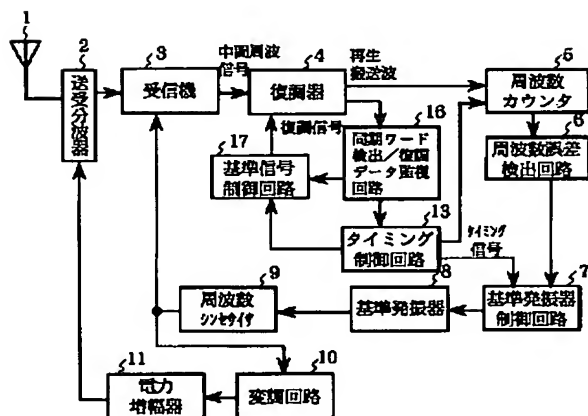 1
2
送受分波器
3
受信機
中間周波
信号
4
復調器
再生
搬送波
5
周波数
カウンタ
6
周波数誤差
検出回路
復調信号
16
同期ワード
検出/復調
データ監視
回路
17
基準信号
制御回路
13
タイミング
制御回路
タイミング
信号
7
基準発振器
制御回路
8
基準発振器
9
周波数
シンセサイザ
10
変調回路
11
電力
増幅器